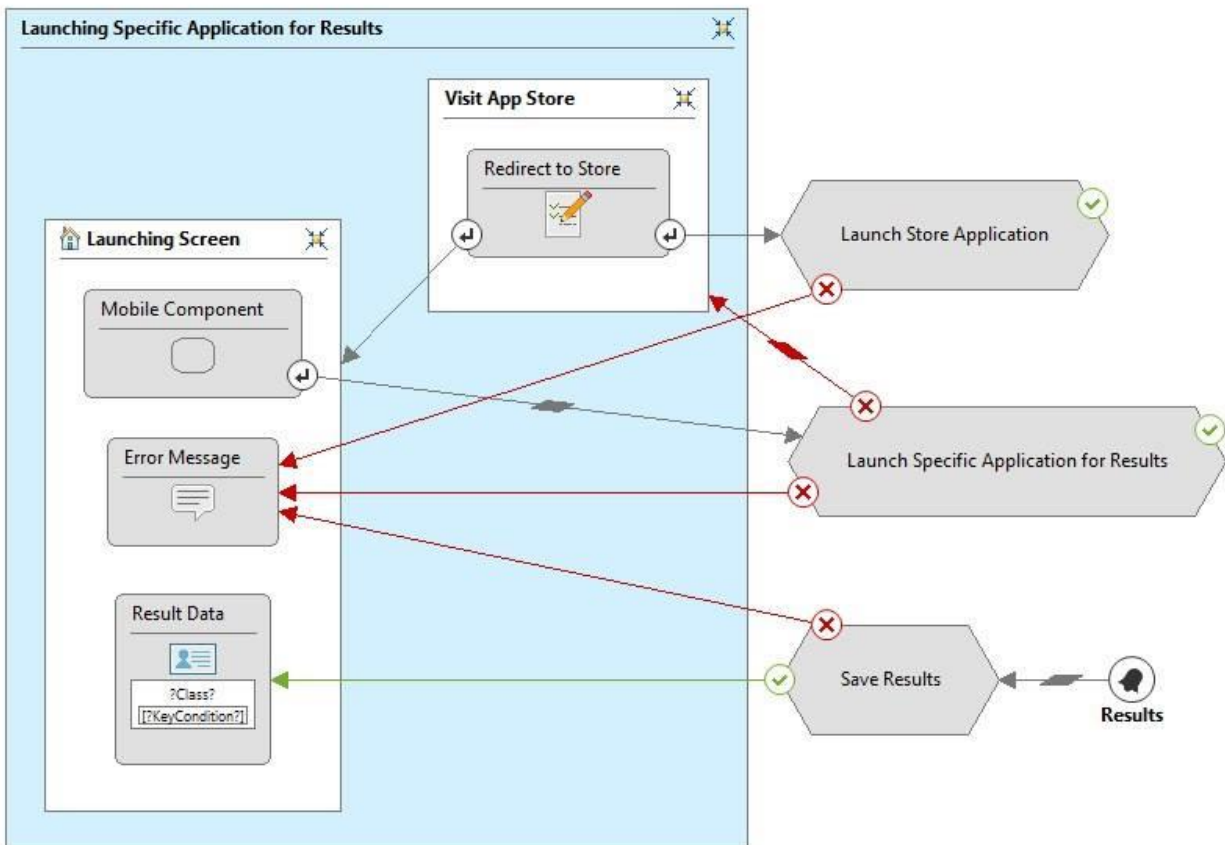 Launching Specific Application for Results
Visit App Store
Redirect to Store
Launch Store Application
Launching Screen
Mobile Component
Launch Specific Application for Results
Error Message
Result Data
?Class?
[?KeyCondition?]
Save Results
Results